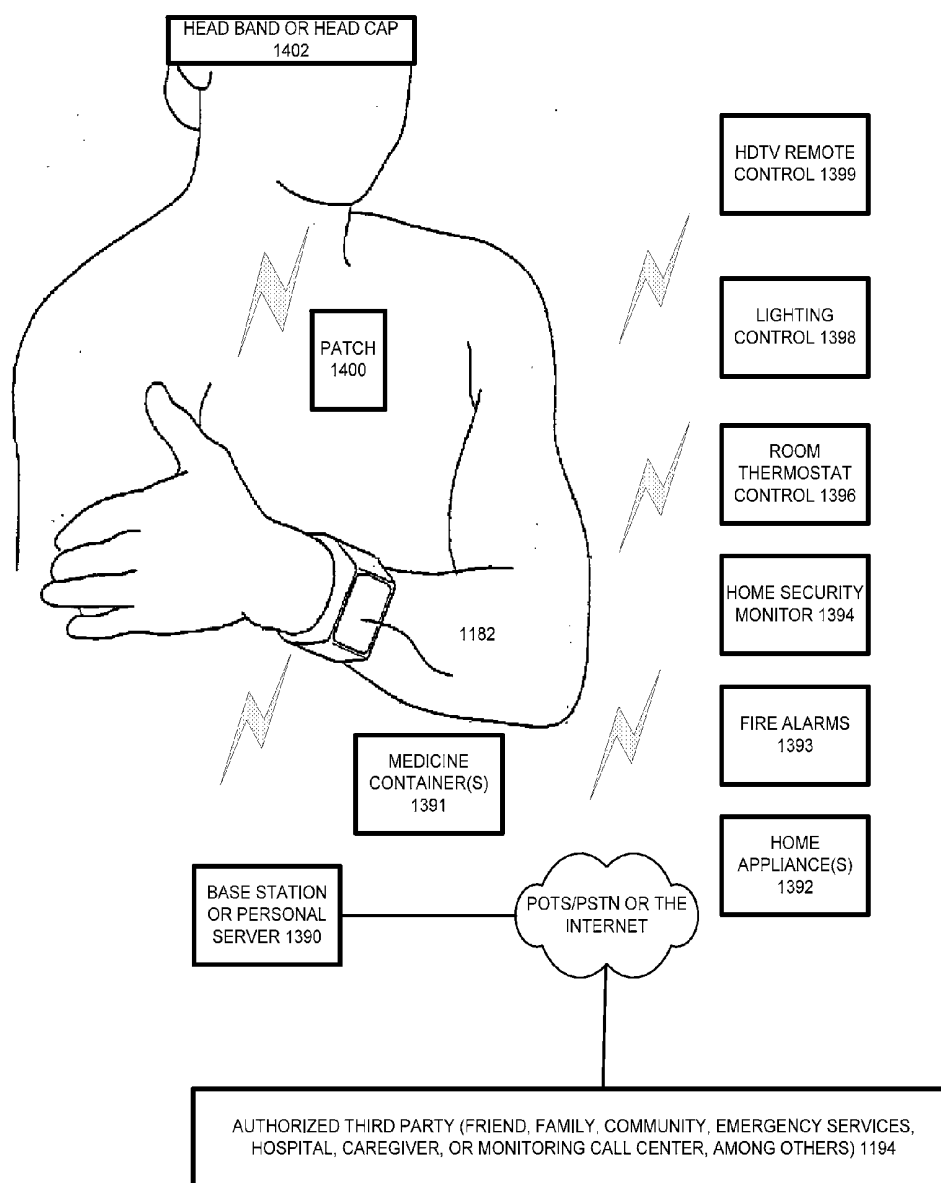 HEAD BAND OR HEAD CAP
1402
HDTV REMOTE
CONTROL 1399
LIGHTING
CONTROL 1398
PATCH
1400
ROOM
THERMOSTAT
CONTROL 1396
HOME SECURITY
MONITOR 1394
1182
FIRE ALARMS
1393
MEDICINE
CONTAINER(S)
1391
HOME
APPLIANCE(S)
1392
BASE STATION
OR PERSONAL
SERVER 1390
POTS/PSTN OR THE
INTERNET
AUTHORIZED THIRD PARTY (FRIEND, FAMILY, COMMUNITY, EMERGENCY SERVICES,
HOSPITAL, CAREGIVER, OR MONITORING CALL CENTER, AMONG OTHERS) 1194